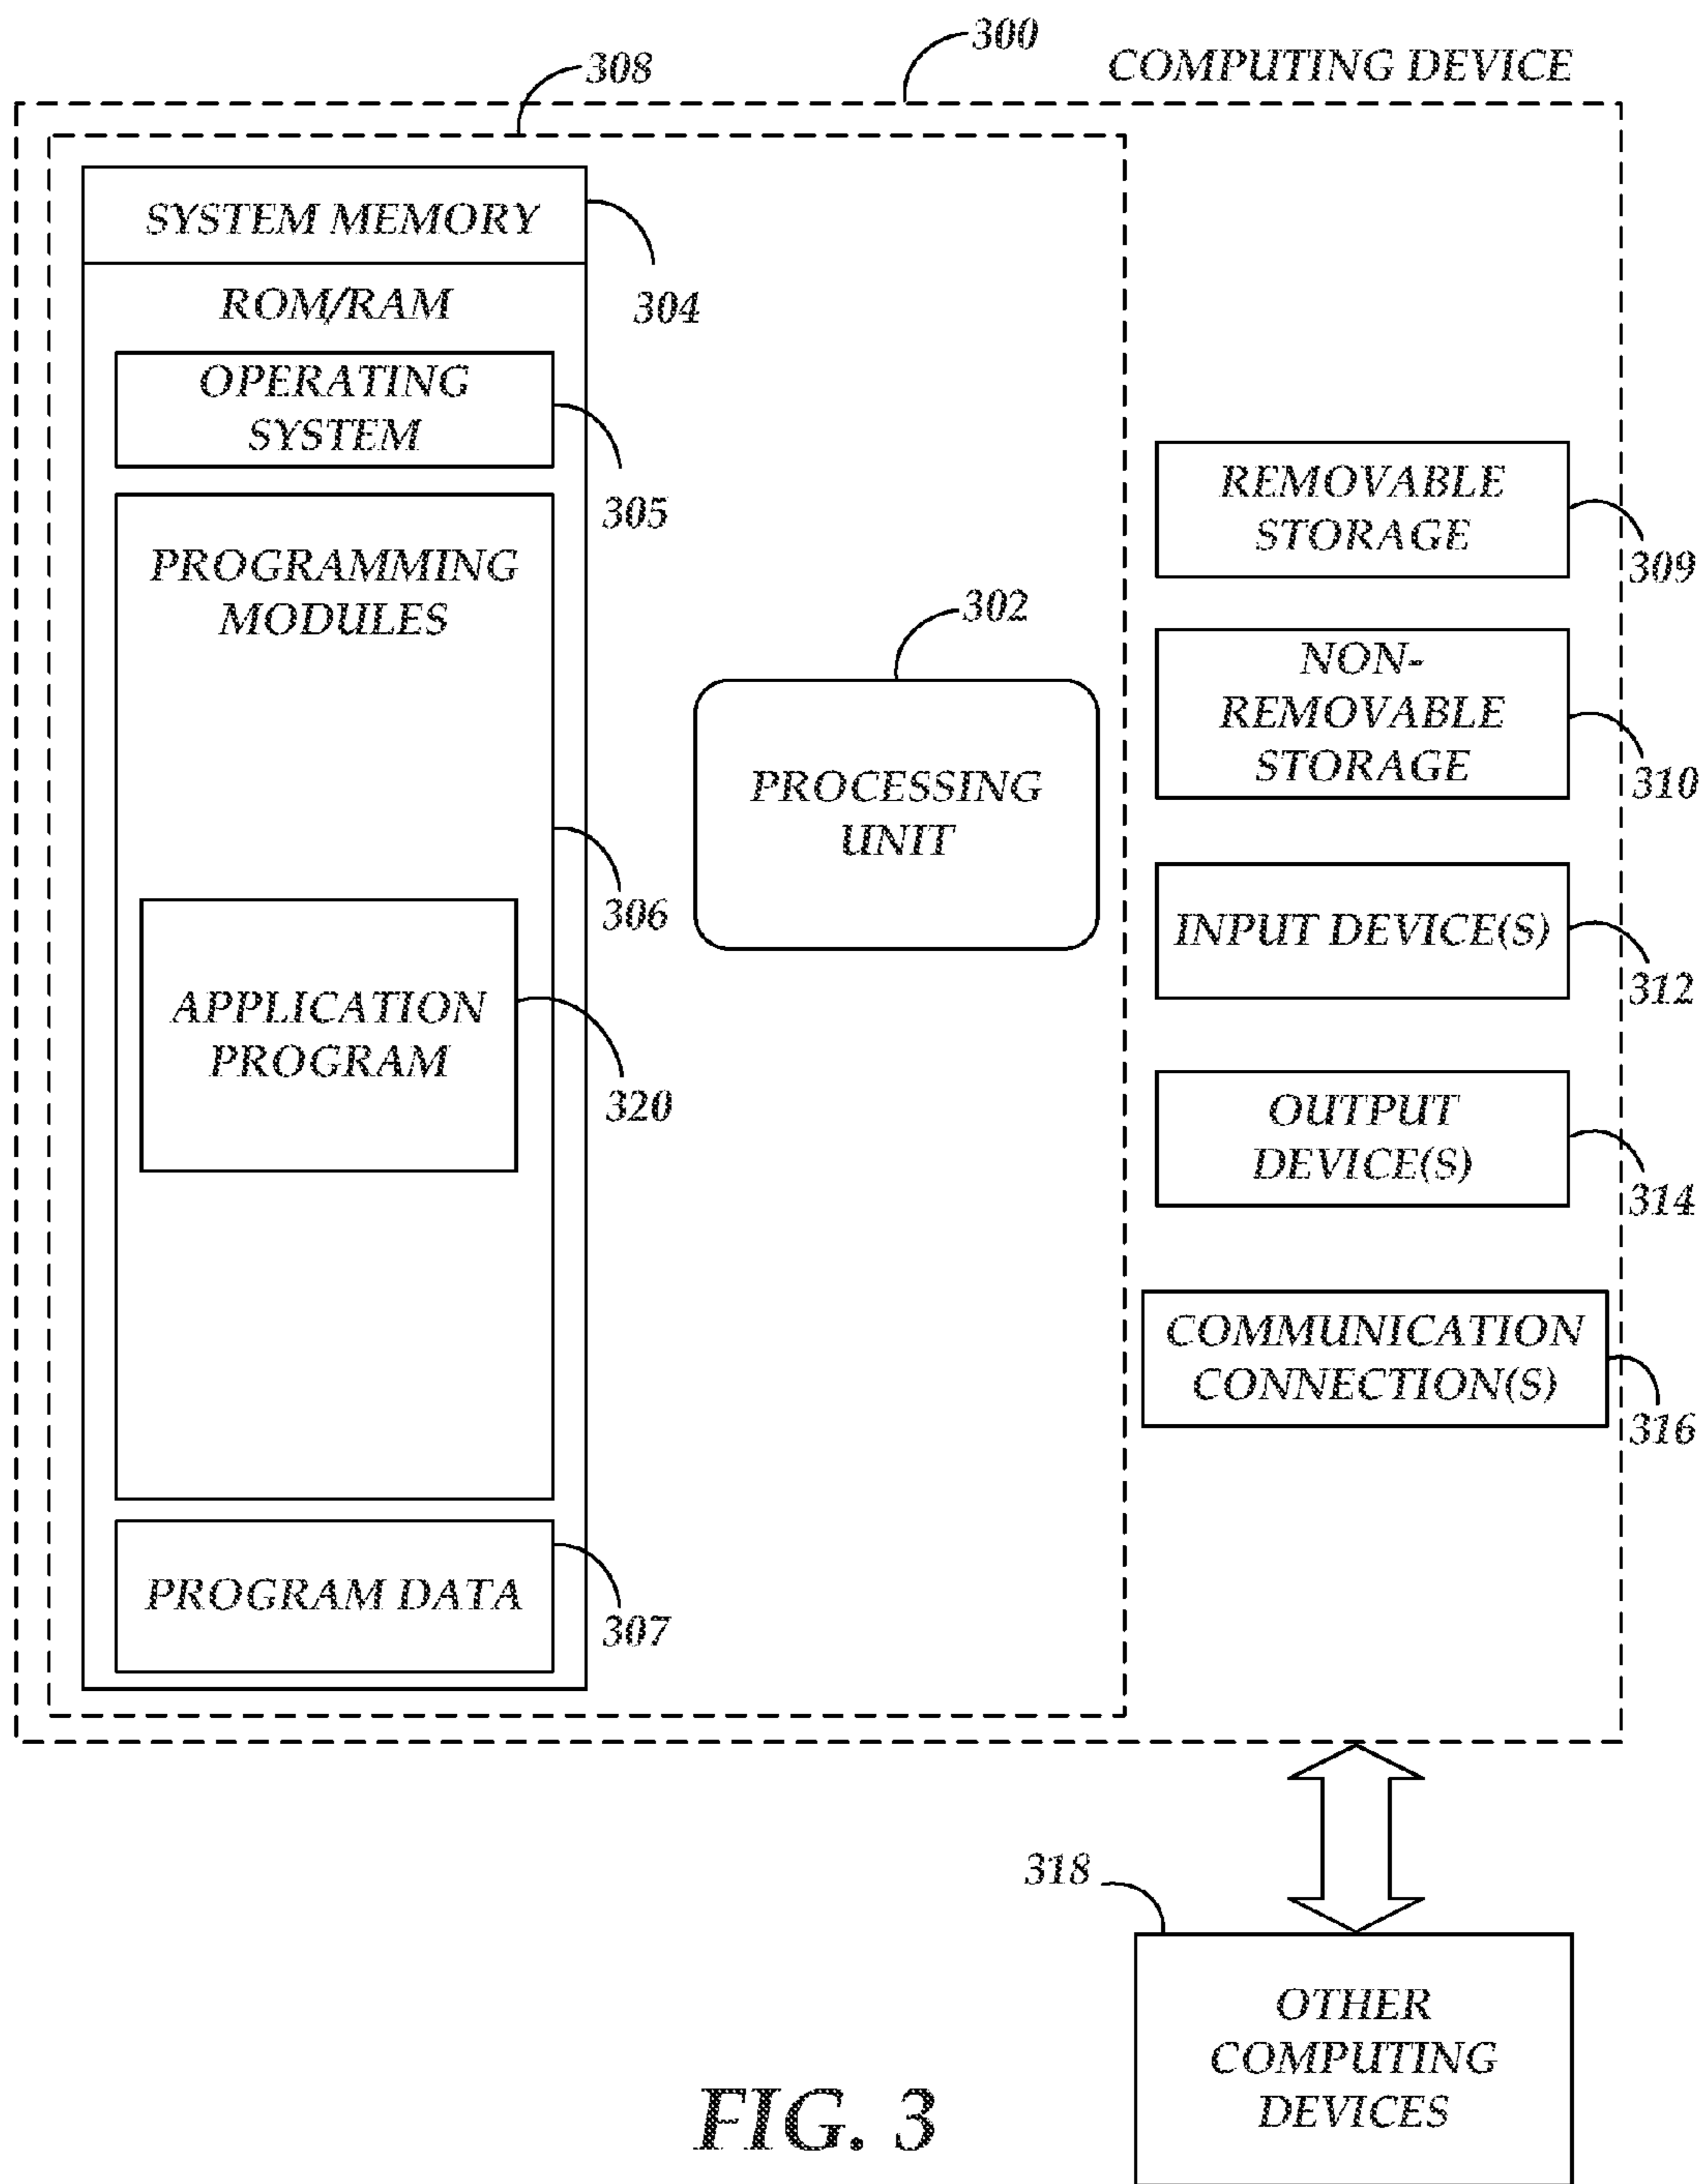 300
COMPUTING DEVICE
308
SYSTEM MEMORY
304
ROM/RAM
OPERATING
SYSTEM
305
PROGRAMMING
MODULES
306
APPLICATION
PROGRAM
320
PROGRAM DATA
307
302
PROCESSING
UNIT
REMOVABLE
STORAGE
309
NON-
REMOVABLE
STORAGE
310
INPUT DEVICE(S)
312
OUTPUT
DEVICE(S)
314
COMMUNICATION
CONNECTION(S)
316
318
OTHER
COMPUTING
DEVICES
FIG. 3